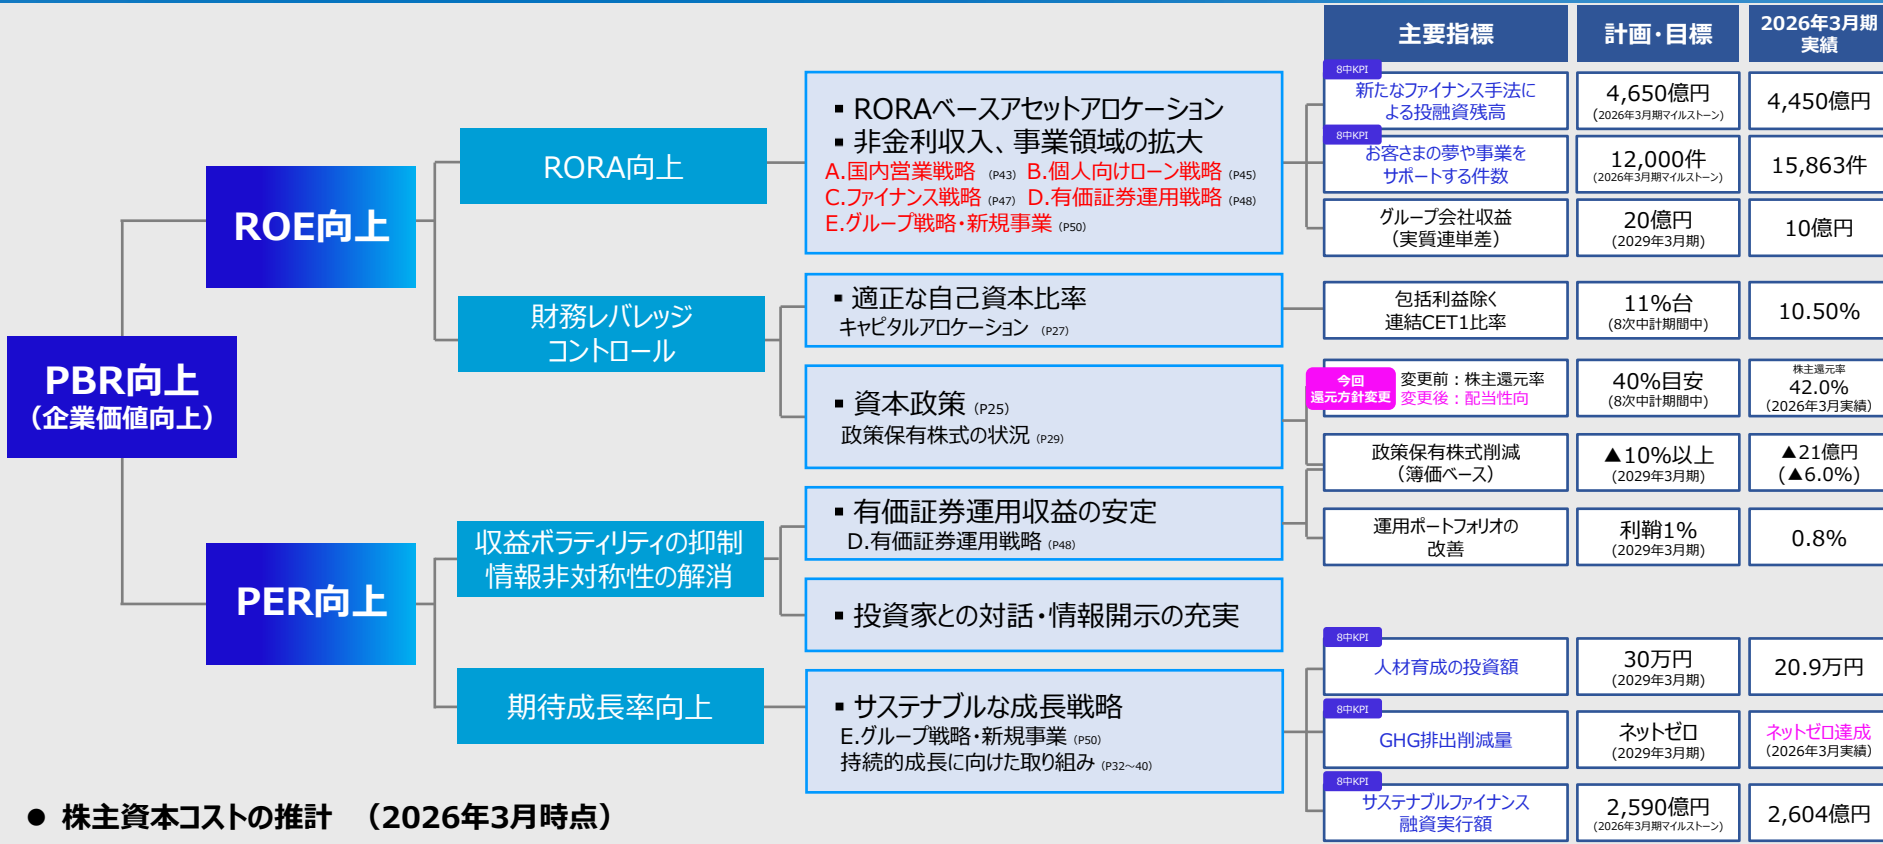 主要指標
計画・目標
2026年3月期
実績
PBR向上
（企業価値向上）
ROE向上
RORA向上
▪ RORAベースアセットアロケーション
▪ 非金利収入、事業領域の拡大
A.国内営業戦略 (P43) B.個人向けローン戦略 (P45)
C.ファイナンス戦略 (P47) D.有価証券運用戦略 (P48)
E.グループ戦略・新規事業 (P50)
8中KPI
新たなファイナンス手法に
よる投融資残高
4,650億円
(2026年3月期マイルストーン)
4,450億円
8中KPI
お客さまの夢や事業を
サポートする件数
12,000件
(2026年3月期マイルストーン)
15,863件
グループ会社収益
（実質連単差）
20億円
(2029年3月期)
10億円
財務レバレッジ
コントロール
▪ 適正な自己資本比率
キャピタルアロケーション (P27)
包括利益除く
連結CET1比率
11%台
(8次中計期間中)
10.50%
▪ 資本政策 (P25)
政策保有株式の状況 (P29)
今回
還元方針変更
変更前：株主還元率
変更後：配当性向
40%目安
(8次中計期間中)
株主還元率
42.0%
(2026年3月実績)
政策保有株式削減
（簿価ベース）
▲10%以上
(2029年3月期)
▲21億円
(▲6.0%)
PER向上
収益ボラティリティの抑制
情報非対称性の解消
▪ 有価証券運用収益の安定
D.有価証券運用戦略 (P48)
運用ポートフォリオの
改善
利鞘1%
(2029年3月期)
0.8%
▪ 投資家との対話・情報開示の充実
期待成長率向上
▪ サステナブルな成長戦略
E.グループ戦略・新規事業 (P50)
持続的成長に向けた取り組み (P32～40)
8中KPI
人材育成の投資額
30万円
(2029年3月期)
20.9万円
8中KPI
GHG排出削減量
ネットゼロ
(2029年3月期)
ネットゼロ達成
(2026年3月実績)
8中KPI
サステナブルファイナンス
融資実行額
2,590億円
(2026年3月期マイルストーン)
2,604億円
● 株主資本コストの推計 （2026年3月時点）